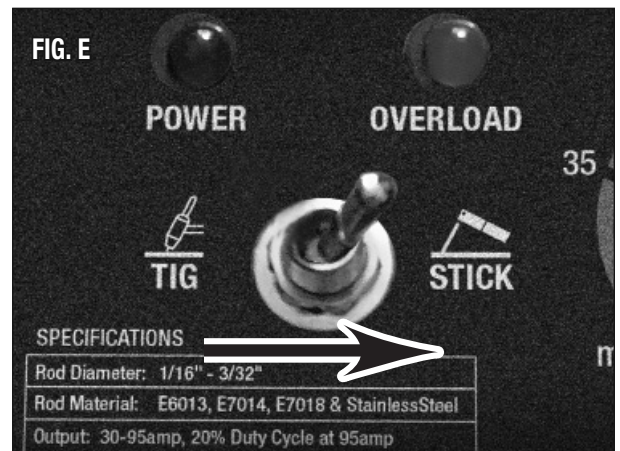 FIG. E
POWER OVERLOAD
35
TIG STICK
SPECIFICATIONS
Rod Diameter: 1/16" - 3/32"
Rod Material: E6013, E7014, E7018 & StainlessSteel
Output: 30-95amp, 20% Duty Cycle at 95amp